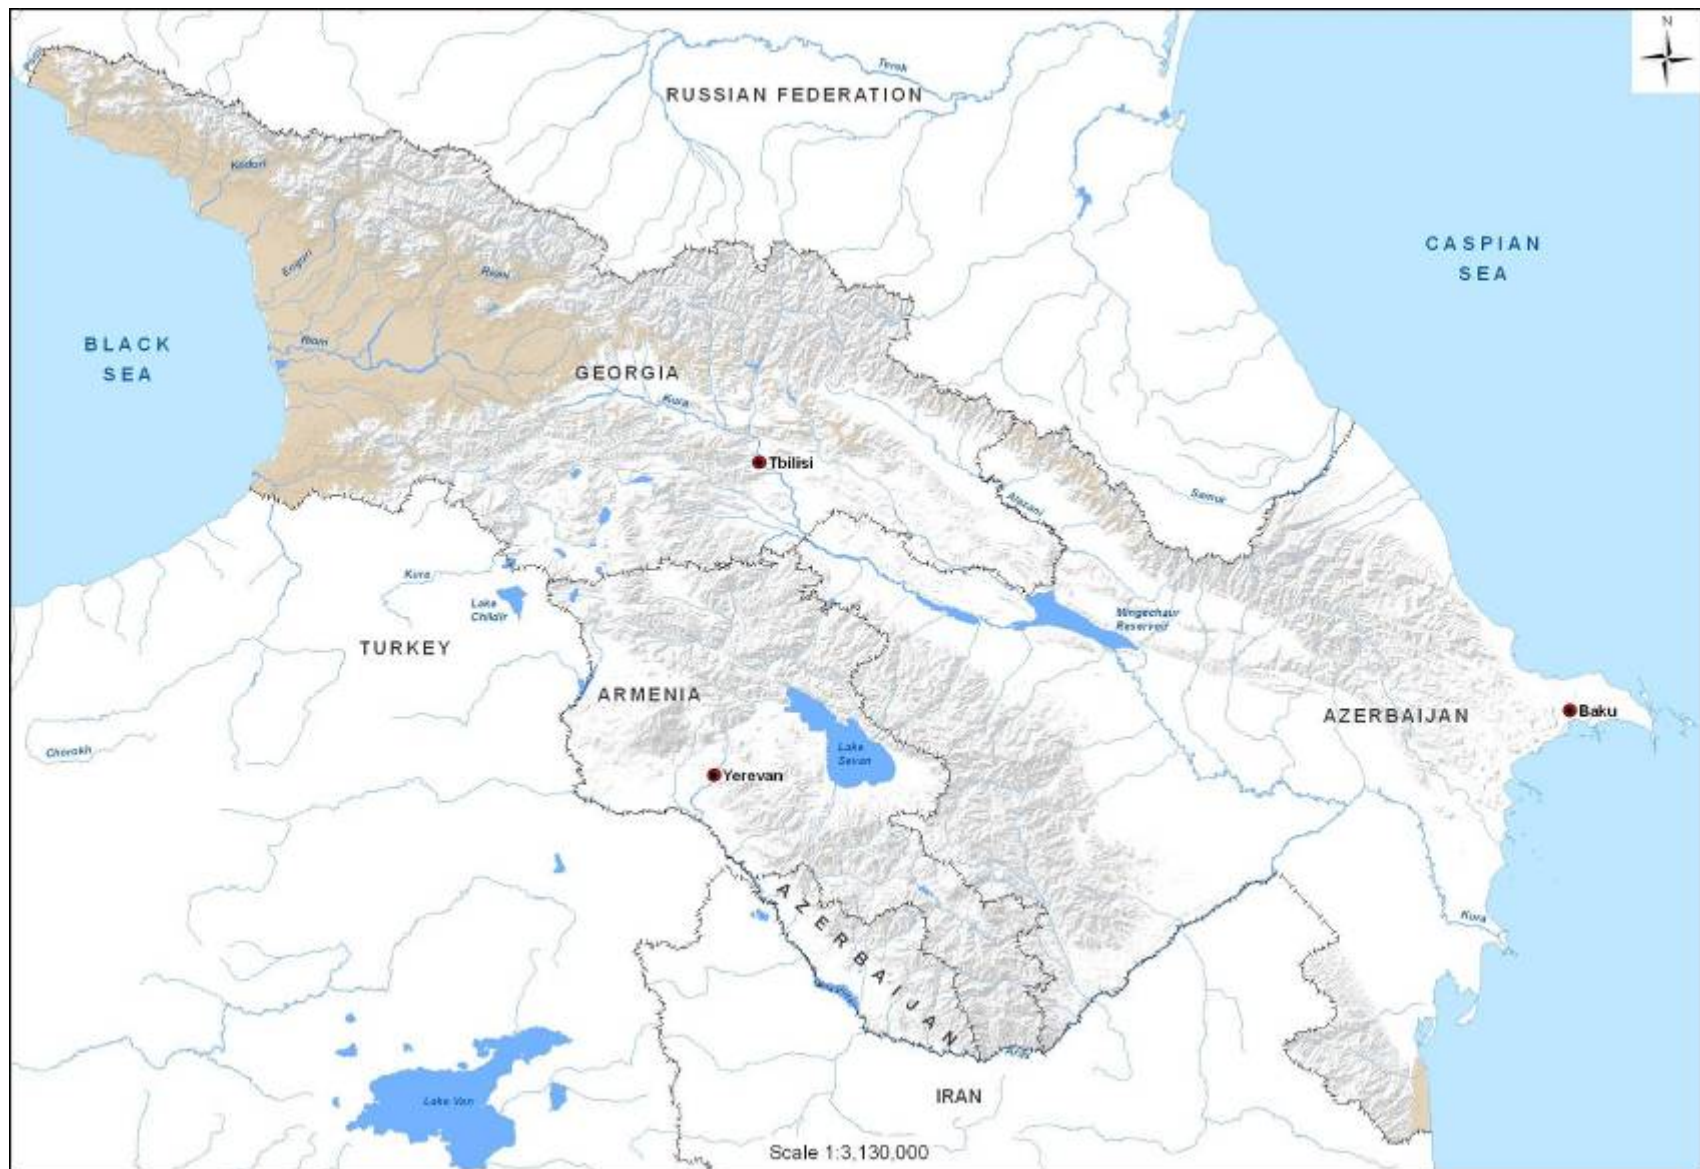 N
Terek
RUSSIAN FEDERATION
Kodori
CASPIAN
SEA
Enguri
Rioni
Rioni
BLACK
SEA
GEORGIA
Kura
Tbilisi
Alazani
Samur
Kura
Lake
Childir
Mingechaur
Reservoir
TURKEY
ARMENIA
AZERBAIJAN
Baku
Chorokh
Lake
Sevan
Yerevan
AZERBAIJAN
Kura
Aras
IRAN
Lake Van
Scale 1:3,130,000